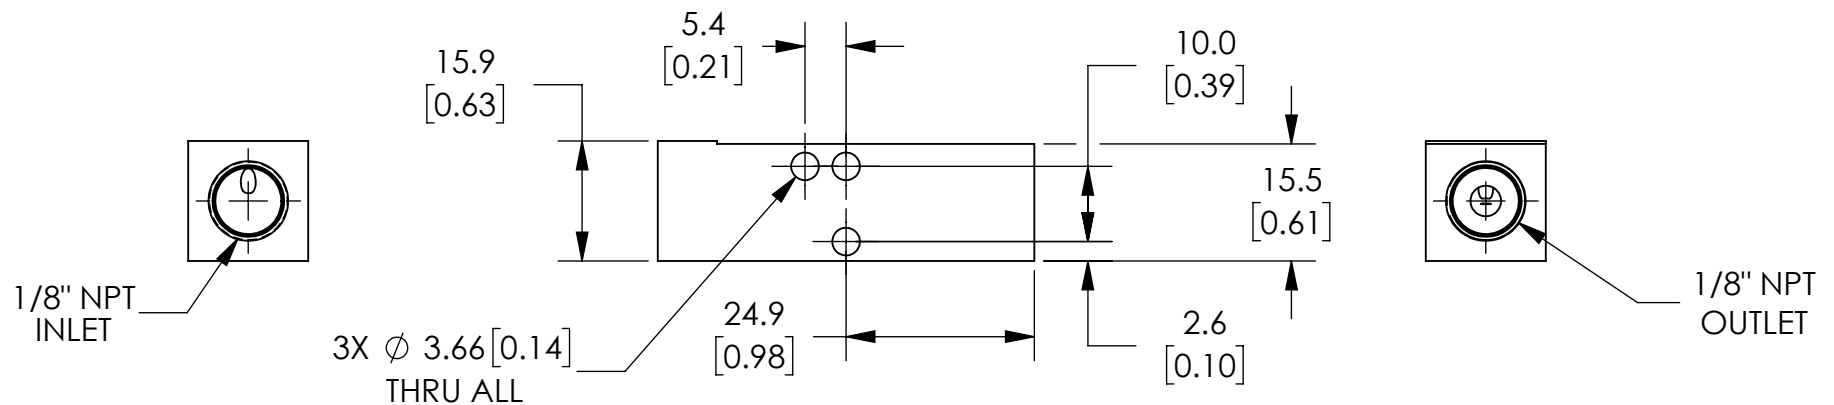 5.4
[0.21]
10.0
[0.39]
15.9
[0.63]
15.5
[0.61]
1/8" NPT
INLET
24.9
[0.98]
2.6
[0.10]
3X ∅ 3.66[0.14]
THRU ALL
1/8" NPT
OUTLET